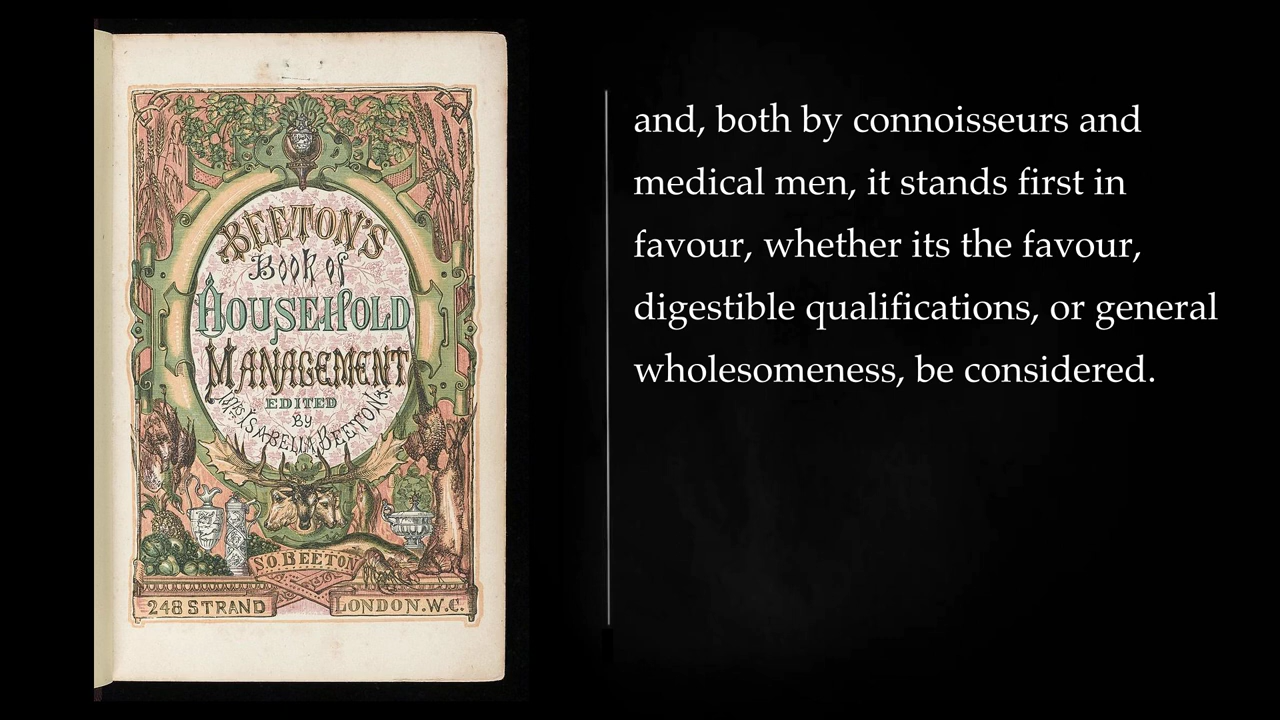 BEETON'S
Book of
HOUSEHOLD
MANAGEMENT
EDITED
BY
MRS ISABELLA BEETON
S.O. BEETON
248 STRAND
LONDON. W.C.
and, both by connoisseurs and
medical men, it stands first in
favour, whether its the favour,
digestible qualifications, or general
wholesomeness, be considered.